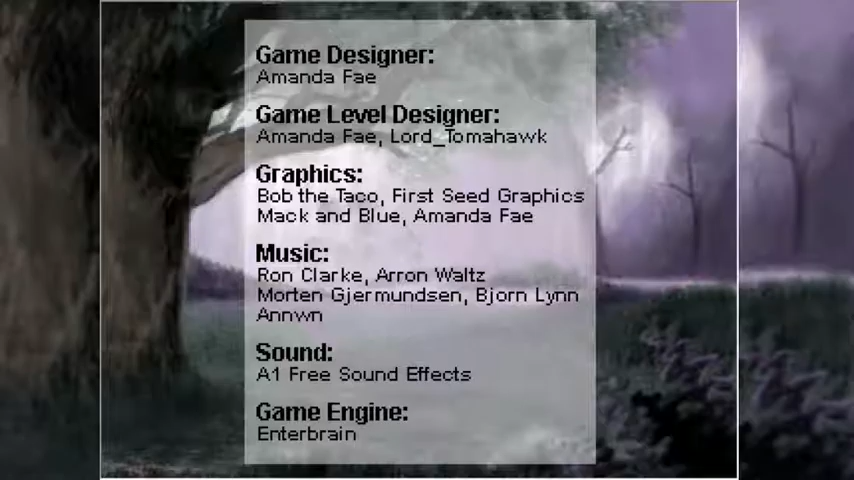 Game Designer:
Amanda Fae
Game Level Designer:
Amanda Fae, Lord_Tomahawk
Graphics:
Bob the Taco, First Seed Graphics
Mack and Blue, Amanda Fae
Music:
Ron Clarke, Arron Waltz
Morten Gjermundsen, Bjorn Lynn
Annwn
Sound:
A1 Free Sound Effects
Game Engine:
Enterbrain